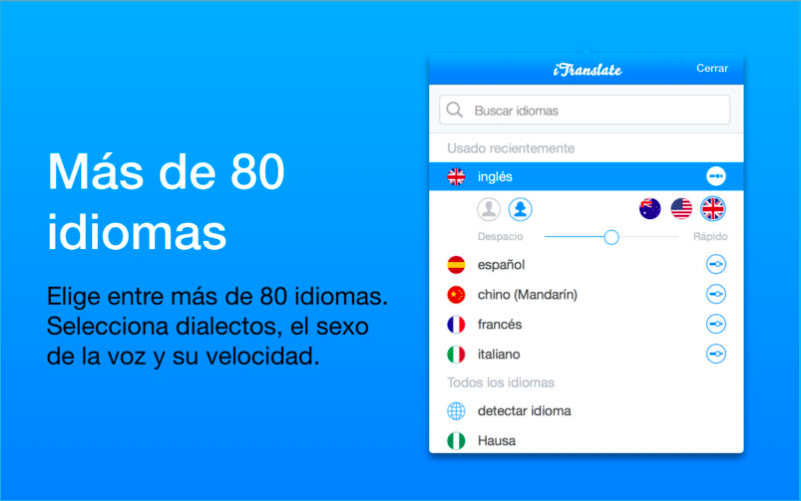 Más de 80
idiomas
Elige entre más de 80 idiomas.
Selecciona dialectos, el sexo
de la voz y su velocidad.
iTranslate
Cerrar
Buscar idiomas
Usado recientemente
inglés
Despacio
Rápido
español
chino (Mandarín)
francés
italiano
Todos los idiomas
detectar idioma
Hausa